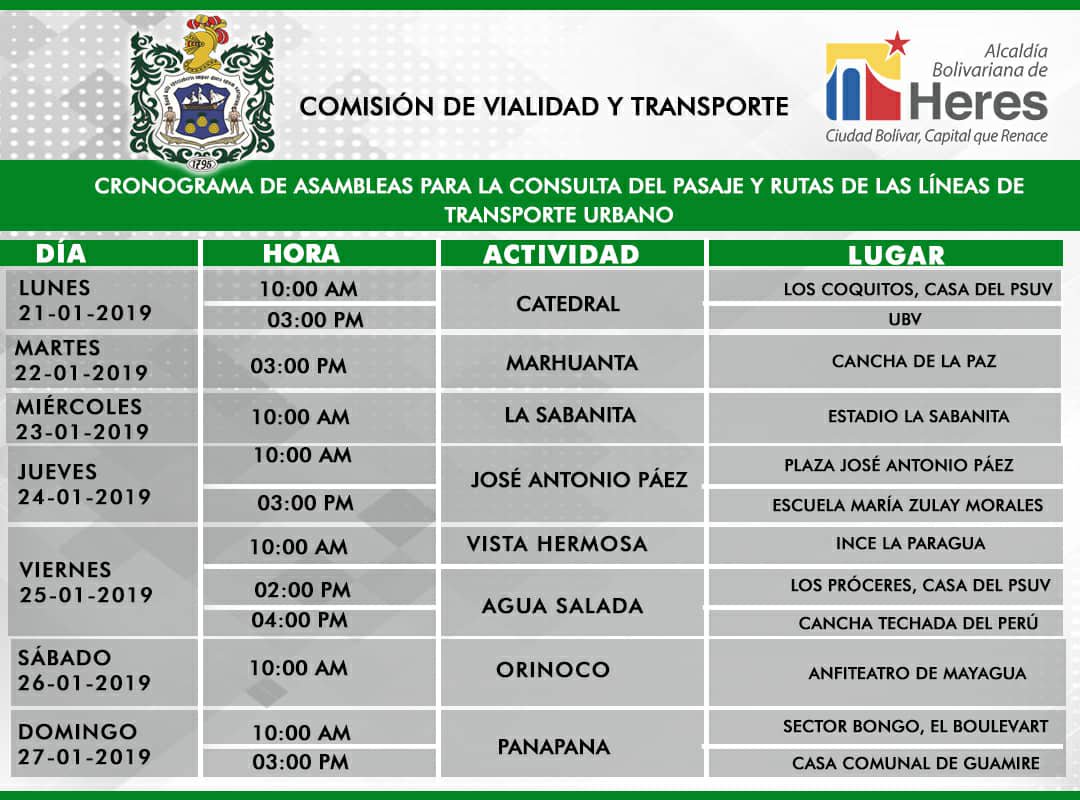 COMISIÓN DE VIALIDAD Y TRANSPORTE
1795
Alcaldía
Bolivariana de
Heres
Ciudad Bolívar, Capital que Renace
CRONOGRAMA DE ASAMBLEAS PARA LA CONSULTA DEL PASAJE Y RUTAS DE LAS LÍNEAS DE
TRANSPORTE URBANO
DÍA HORA ACTIVIDAD LUGAR
LUNES
21-01-2019
10:00 AM
03:00 PM
CATEDRAL
LOS COQUITOS, CASA DEL PSUV
UBV
MARTES
22-01-2019
03:00 PM
MARHUANTA
CANCHA DE LA PAZ
MIÉRCOLES
23-01-2019
10:00 AM
LA SABANITA
ESTADIO LA SABANITA
JUEVES
24-01-2019
10:00 AM
03:00 PM
JOSÉ ANTONIO PÁEZ
PLAZA JOSÉ ANTONIO PÁEZ
ESCUELA MARÍA ZULAY MORALES
VIERNES
25-01-2019
10:00 AM
VISTA HERMOSA
INCE LA PARAGUA
02:00 PM
04:00 PM
AGUA SALADA
LOS PRÓCERES, CASA DEL PSUV
CANCHA TECHADA DEL PERÚ
SÁBADO
26-01-2019
10:00 AM
ORINOCO
ANFITEATRO DE MAYAGUA
DOMINGO
27-01-2019
10:00 AM
03:00 PM
PANAPANA
SECTOR BONGO, EL BOULEVART
CASA COMUNAL DE GUAMIRE